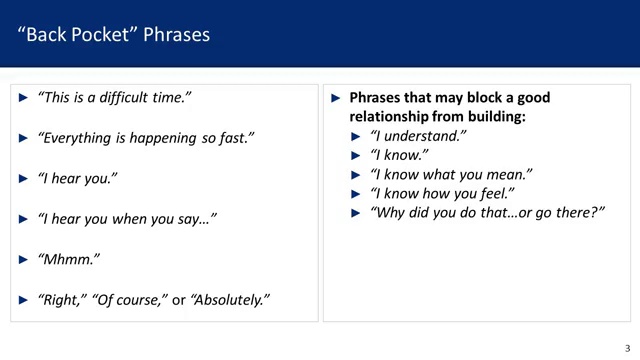 “Back Pocket” Phrases
► “This is a difficult time.”
► “Everything is happening so fast.”
► “I hear you.”
► “I hear you when you say…”
► “Mhmm.”
► “Right,” “Of course,” or “Absolutely.”
► Phrases that may block a good
relationship from building:
► “I understand.”
► “I know.”
► “I know what you mean.”
► “I know how you feel.”
► “Why did you do that…or go there?”
3